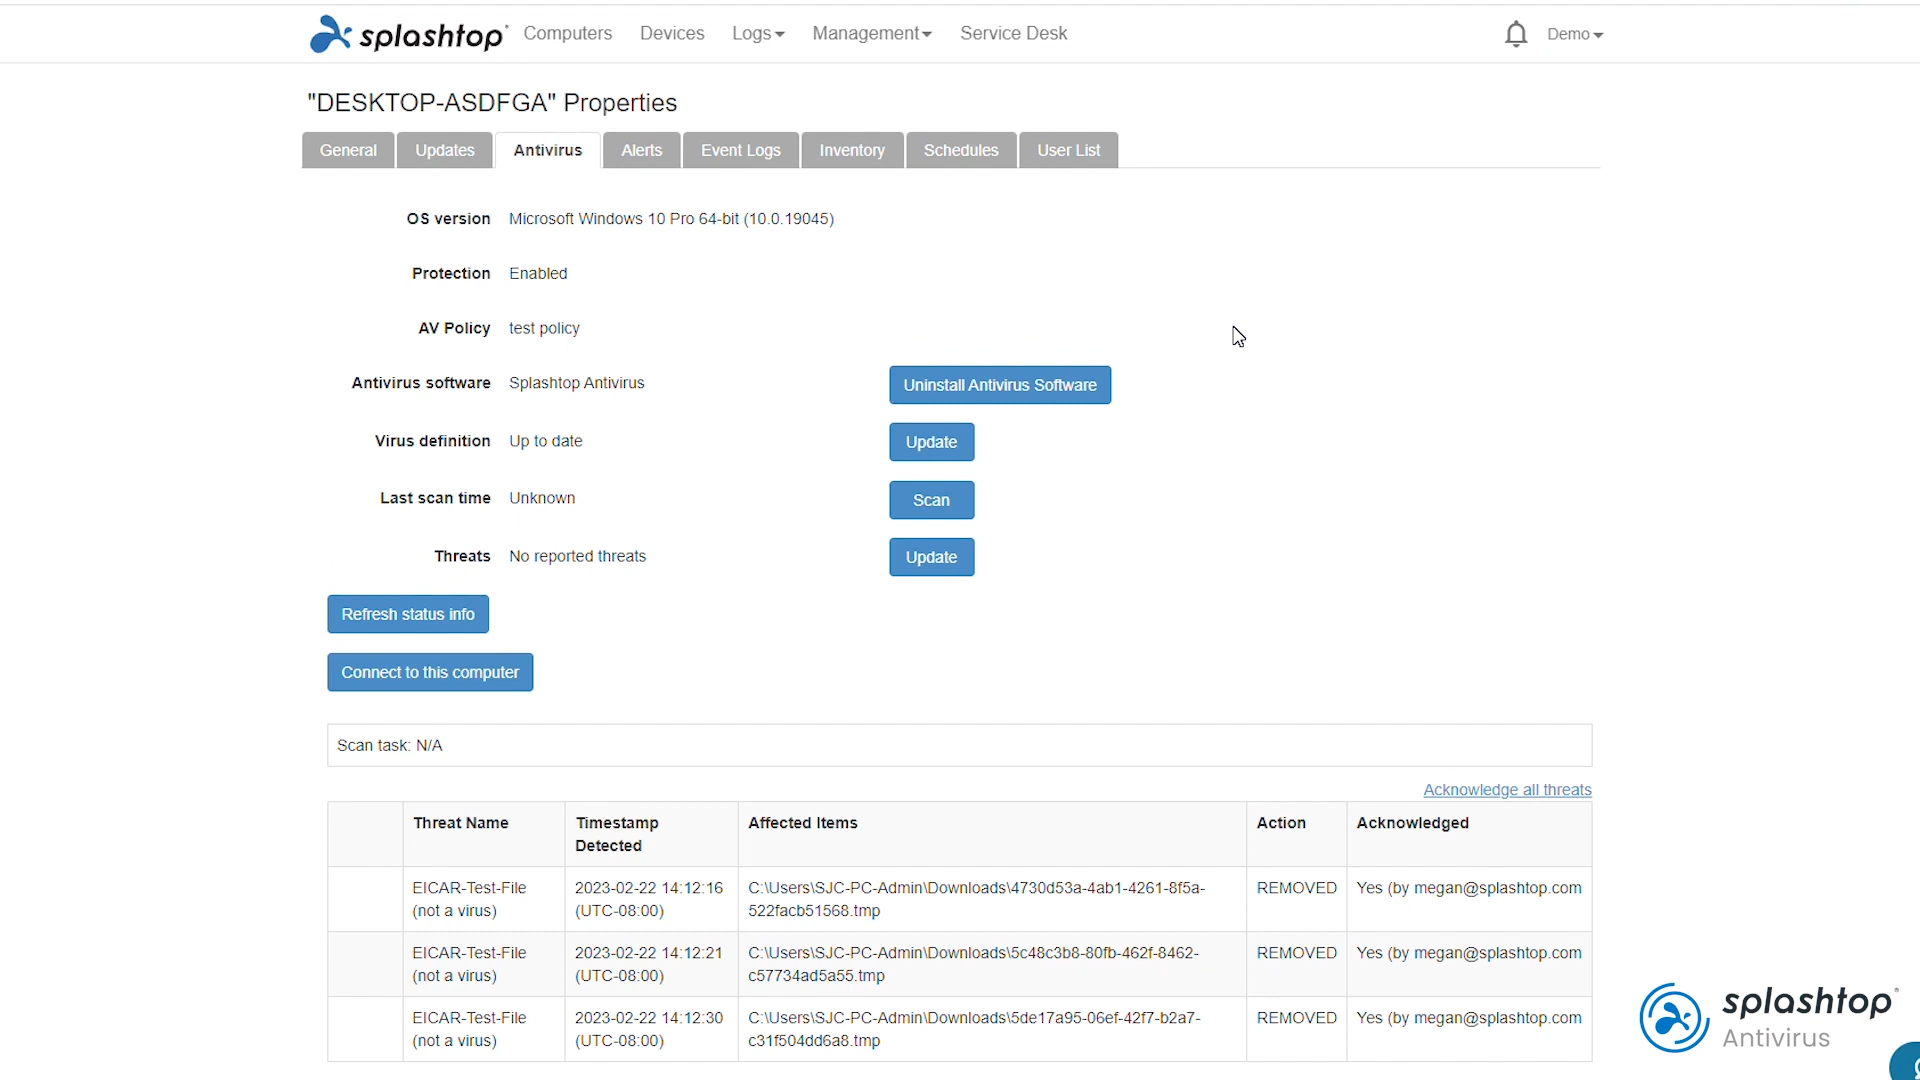 splashtop Computers Devices Logs Management Service Desk Demo
"DESKTOP-ASDFGA" Properties
General Updates Antivirus Alerts Event Logs Inventory Schedules User List
OS version Microsoft Windows 10 Pro 64-bit (10.0.19045)
Protection Enabled
AV Policy test policy
Antivirus software Splashtop Antivirus Uninstall Antivirus Software
Virus definition Up to date Update
Last scan time Unknown Scan
Threats No reported threats Update
Refresh status info
Connect to this computer
Scan task: N/A
Acknowledge all threats
Threat Name Timestamp Affected Items Action Acknowledged
Detected
EICAR-Test-File 2023-02-22 14:12:16 C:\Users\SJC-PC-Admin\Downloads\4730d53a-4ab1-4261-8f5a- REMOVED Yes (by megan@splashtop.com
(not a virus) (UTC-08:00) 522facb51568.tmp
EICAR-Test-File 2023-02-22 14:12:21 C:\Users\SJC-PC-Admin\Downloads\5c48c3b8-80fb-462f-8462- REMOVED Yes (by megan@splashtop.com
(not a virus) (UTC-08:00) c57734ad5a55.tmp
EICAR-Test-File 2023-02-22 14:12:30 C:\Users\SJC-PC-Admin\Downloads\5de17a95-06ef-42f7-b2a7- REMOVED Yes (by megan@splashtop.com
(not a virus) (UTC-08:00) c31f504dd6a8.tmp
splashtop
Antivirus